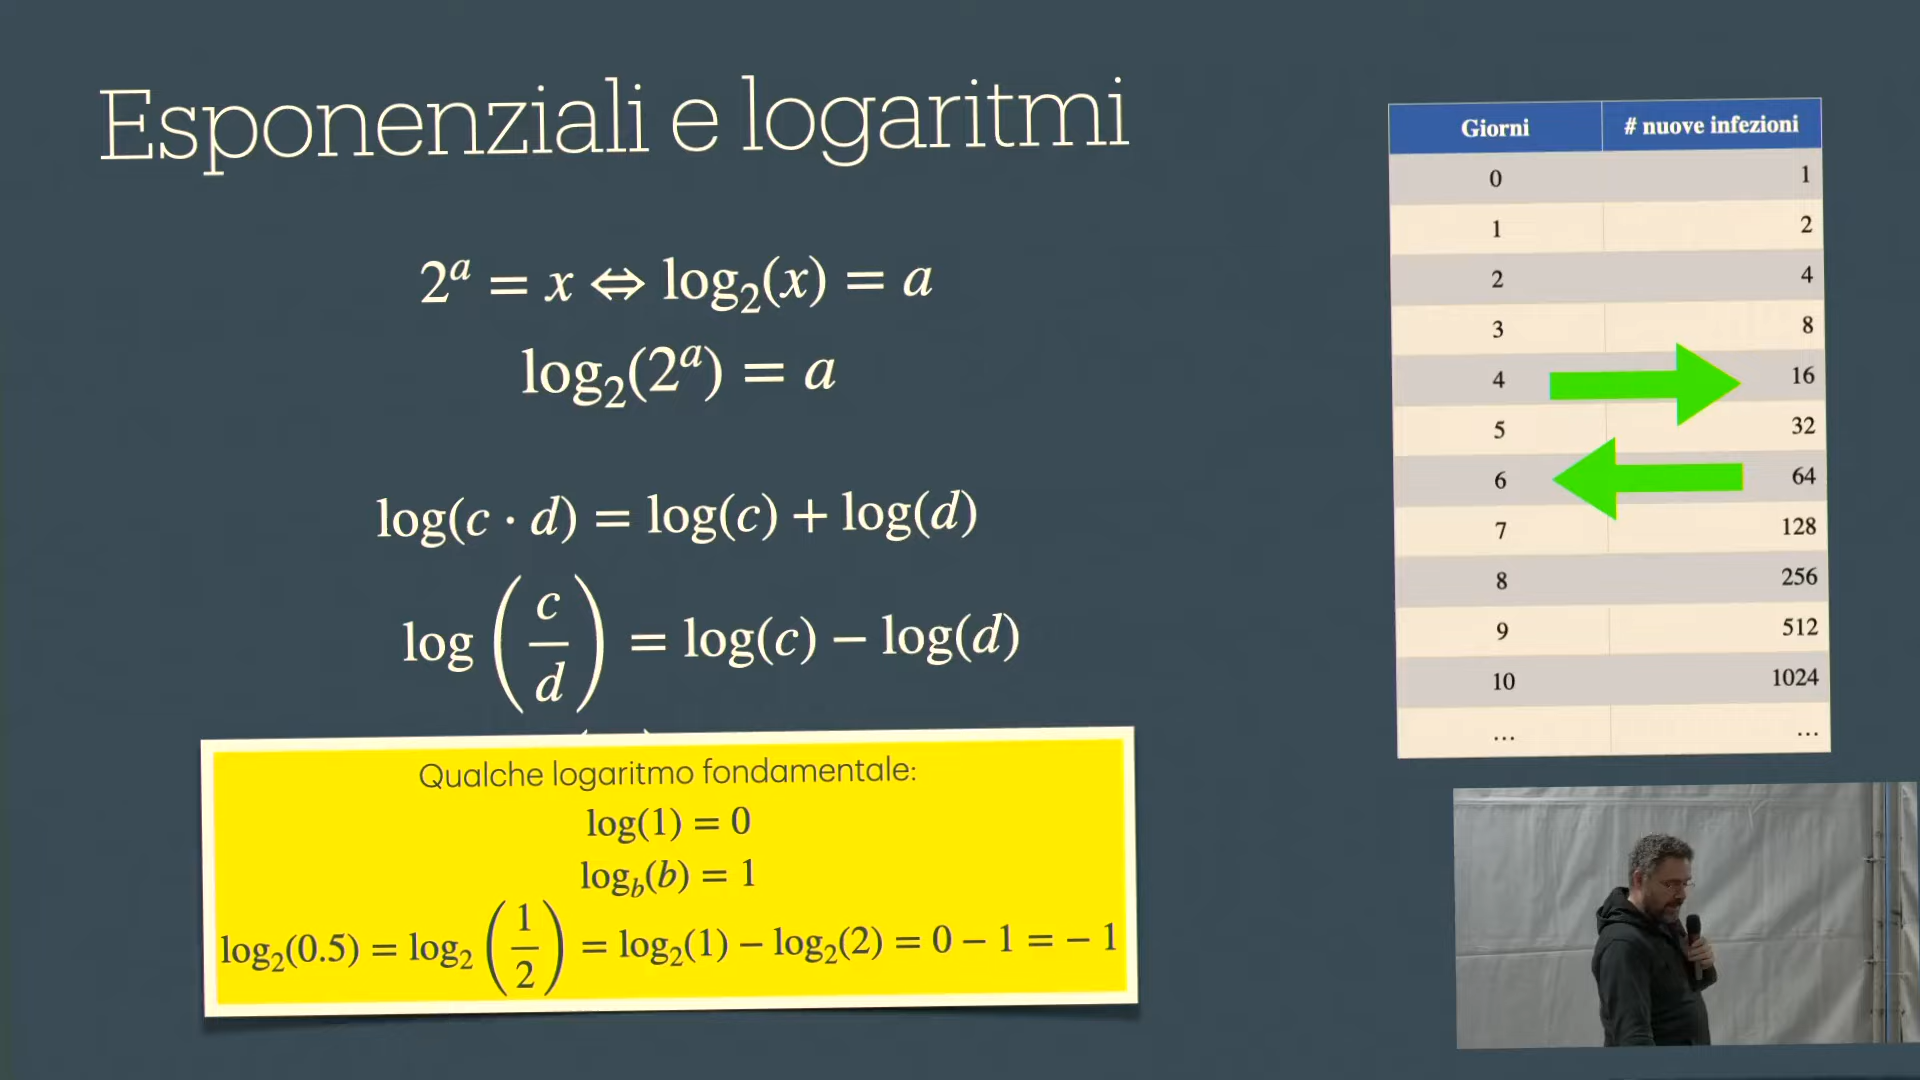 Esponenziali e logaritmi
2ᵃ = x ⇔ log₂(x) = a
log₂(2ᵃ) = a
log(c · d) = log(c) + log(d)
log(c/d) = log(c) − log(d)
Qualche logaritmo fondamentale:
log(1) = 0
log_b(b) = 1
log₂(0.5) = log₂(1/2) = log₂(1) − log₂(2) = 0 − 1 = − 1
Giorni # nuove infezioni
0 1
1 2
2 4
3 8
4 16
5 32
6 64
7 128
8 256
9 512
10 1024
... ...